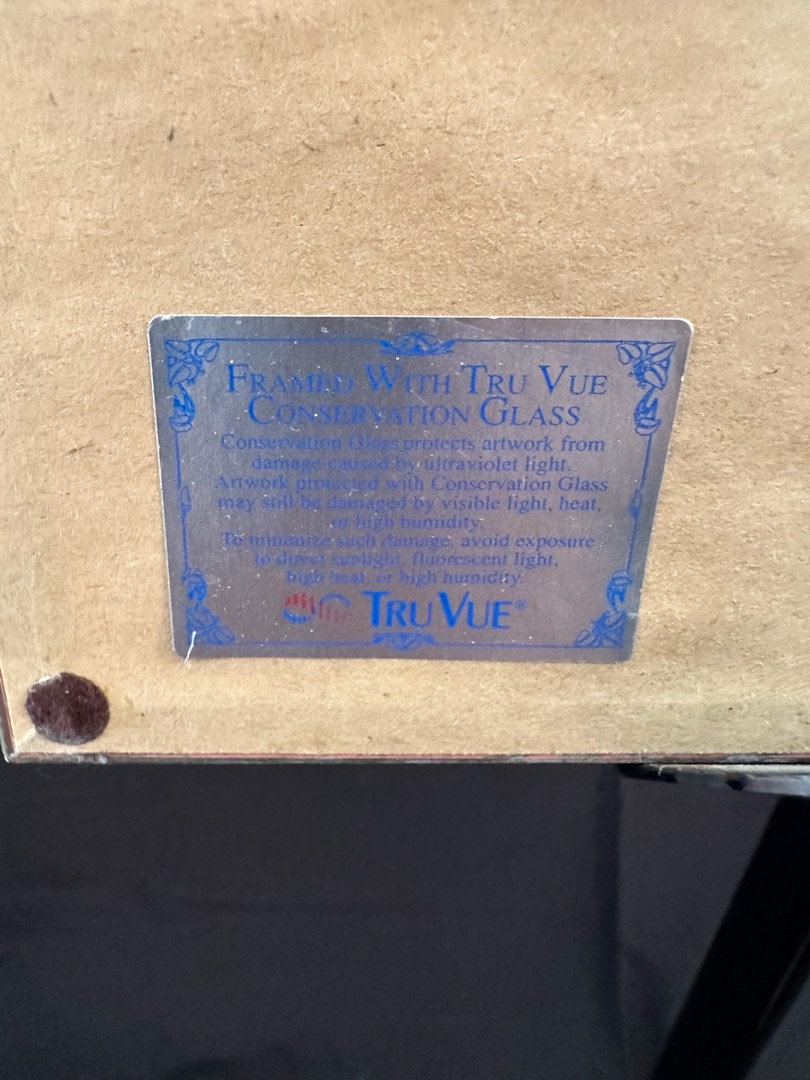 FRAMED WITH TRU VUE
CONSERVATION GLASS
Conservation Glass protects artwork from
damage caused by ultraviolet light.
Artwork protected with Conservation Glass
may still be damaged by visible light, heat,
or high humidity.
To minimize such damage, avoid exposure
to direct sunlight, fluorescent light,
high heat, or high humidity.
TRU VUE®